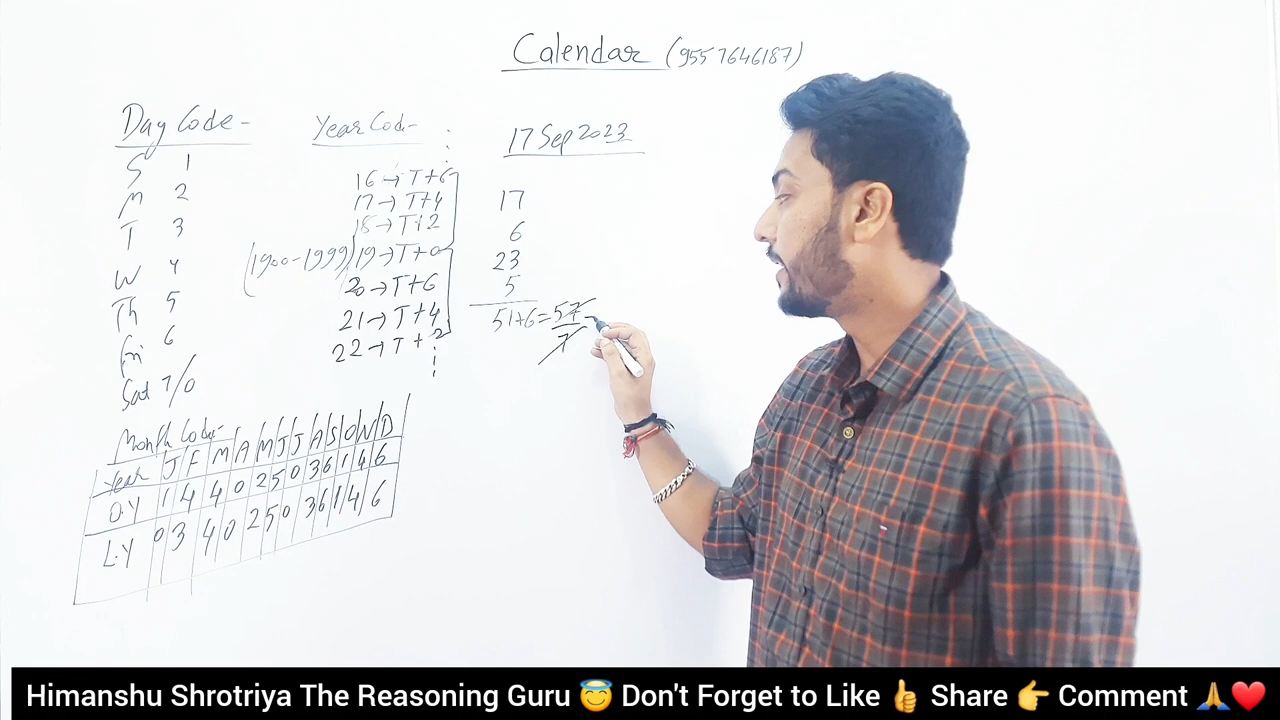 Calendar (9557646187)
Day Code -
S 1
M 2
T 3
W 4
Th 5
Fri 6
Sat 7/0
Year Code -
16 → T+6
17 → T+4
18 → T+2
(1900-1999) 19 → T+0
20 → T+6
21 → T+4
22 → T+2
17 Sep 2023
17
6
23
5
51+6=57
7
Month Code -
Year J F M A M J J A S O N D
O.Y 1 4 4 0 2 5 0 3 6 1 4 6
L.Y 0 3 4 0 2 5 0 3 6 1 4 6
Himanshu Shrotriya The Reasoning Guru 😇 Don't Forget to Like 👍 Share 👉 Comment 🙏❤️